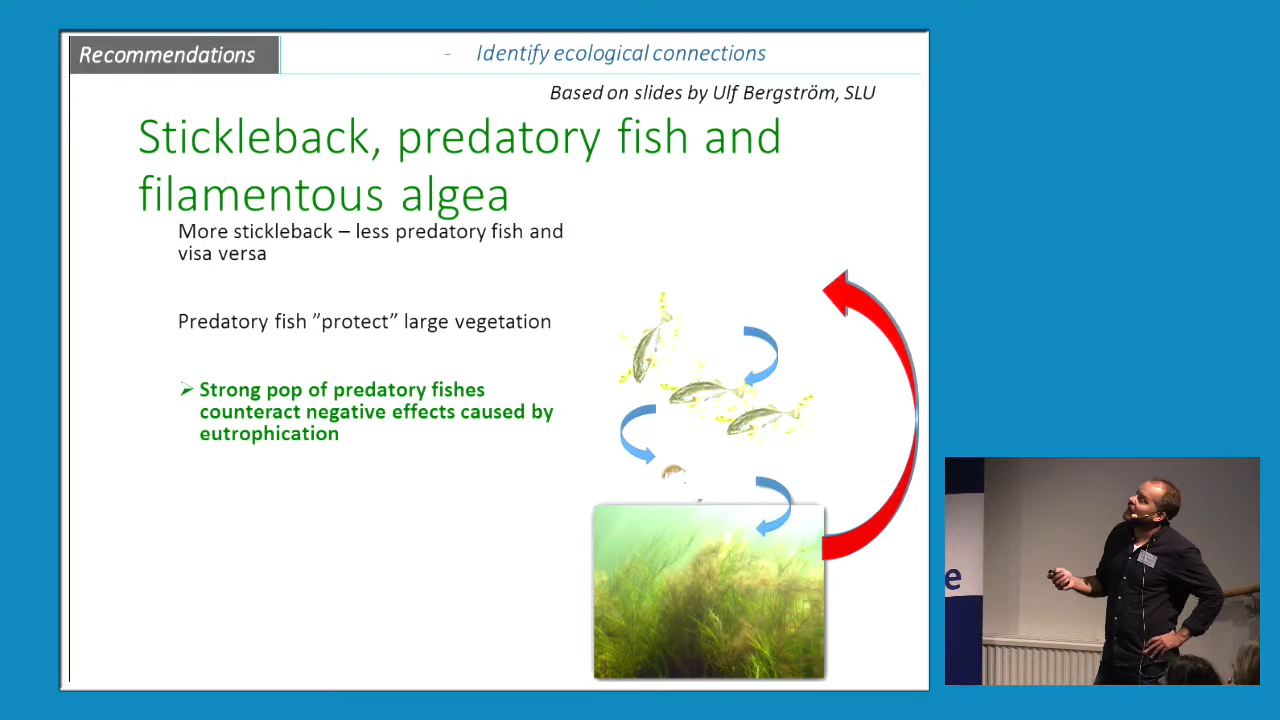 Recommendations
- Identify ecological connections
Based on slides by Ulf Bergström, SLU
Stickleback, predatory fish and
filamentous algea
More stickleback – less predatory fish and
visa versa
Predatory fish ”protect” large vegetation
➢ Strong pop of predatory fishes
counteract negative effects caused by
eutrophication
e